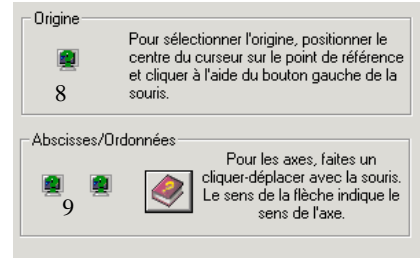 Origine
Pour sélectionner l'origine, positionner le
centre du curseur sur le point de référence
et cliquer à l'aide du bouton gauche de la
souris.
8
Abscisses/Ordonnées
Pour les axes, faites un
cliquer-déplacer avec la souris.
Le sens de la flèche indique le
sens de l'axe.
9